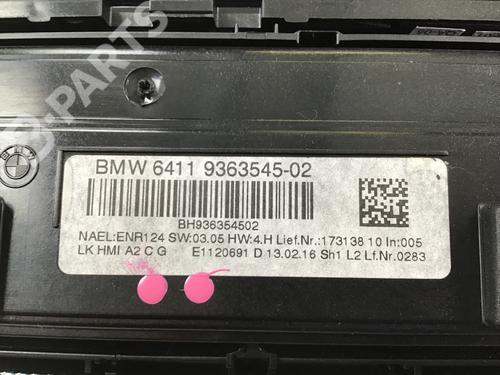 BMW 6411 9363545-02
BH936354502
NAEL:ENR124 SW:03.05 HW:4.H Lief.Nr.:173138 10 In:005
LK HMI A2 C G E1120691 D 13.02.16 Sh1 L2 Lf.Nr.0283